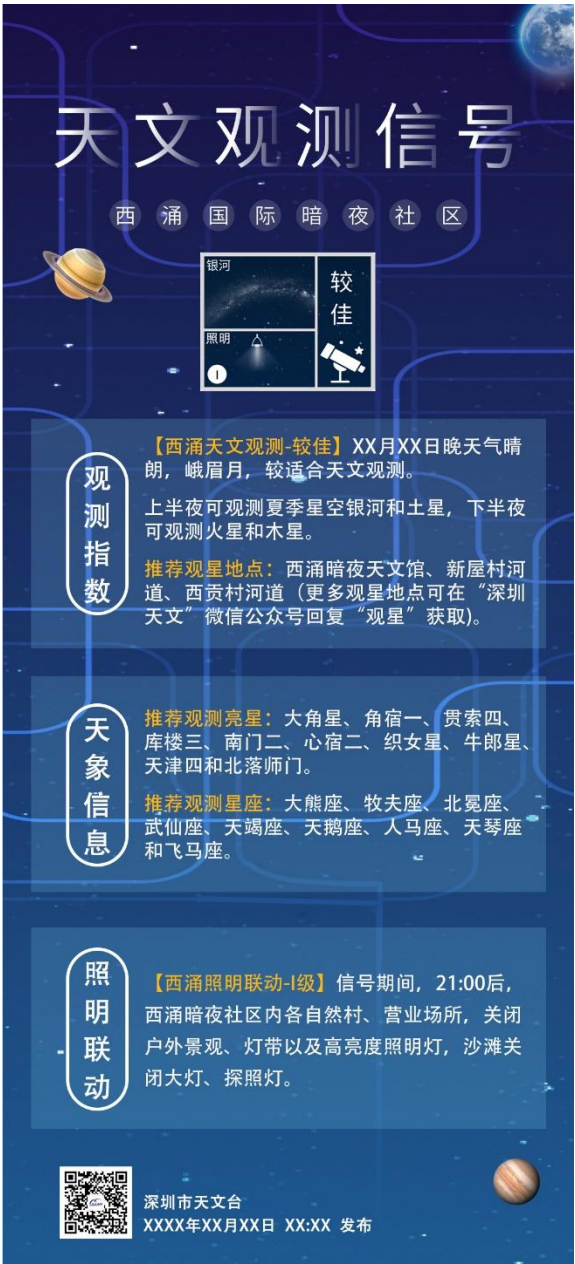 天文观测信号
西涌国际暗夜社区
银河
较佳
照明
I
观测指数
【西涌天文观测-较佳】XX月XX日晚天气晴
朗，峨眉月，较适合天文观测。
上半夜可观测夏季星空银河和土星，下半夜
可观测火星和木星。
推荐观星地点：西涌暗夜天文馆、新屋村河
道、西贡村河道（更多观星地点可在“深圳
天文”微信公众号回复“观星”获取)。
天象信息
推荐观测亮星：大角星、角宿一、贯索四、
库楼三、南门二、心宿二、织女星、牛郎星、
天津四和北落师门。
推荐观测星座：大熊座、牧夫座、北冕座、
武仙座、天蝎座、天鹅座、人马座、天琴座
和飞马座。
照明联动
【西涌照明联动-I级】信号期间，21:00后，
西涌暗夜社区内各自然村、营业场所，关闭
户外景观、灯带以及高亮度照明灯，沙滩关
闭大灯、探照灯。
深圳市天文台
XXXX年XX月XX日 XX:XX 发布